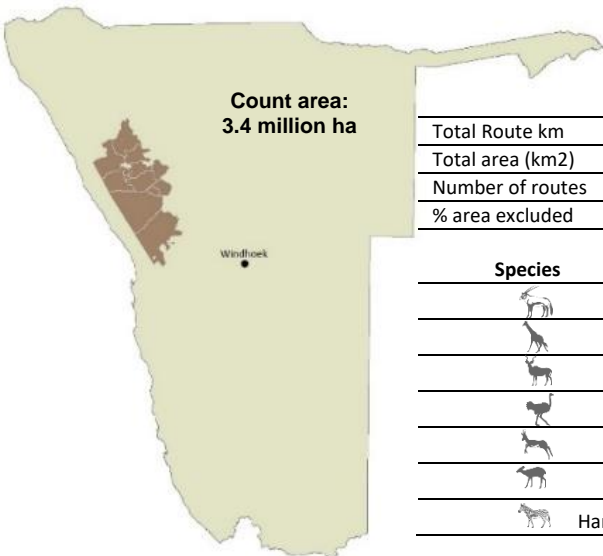 Count area:
3.4 million ha
Windhoek
Total Route km
Total area (km2)
Number of routes
% area excluded
Species